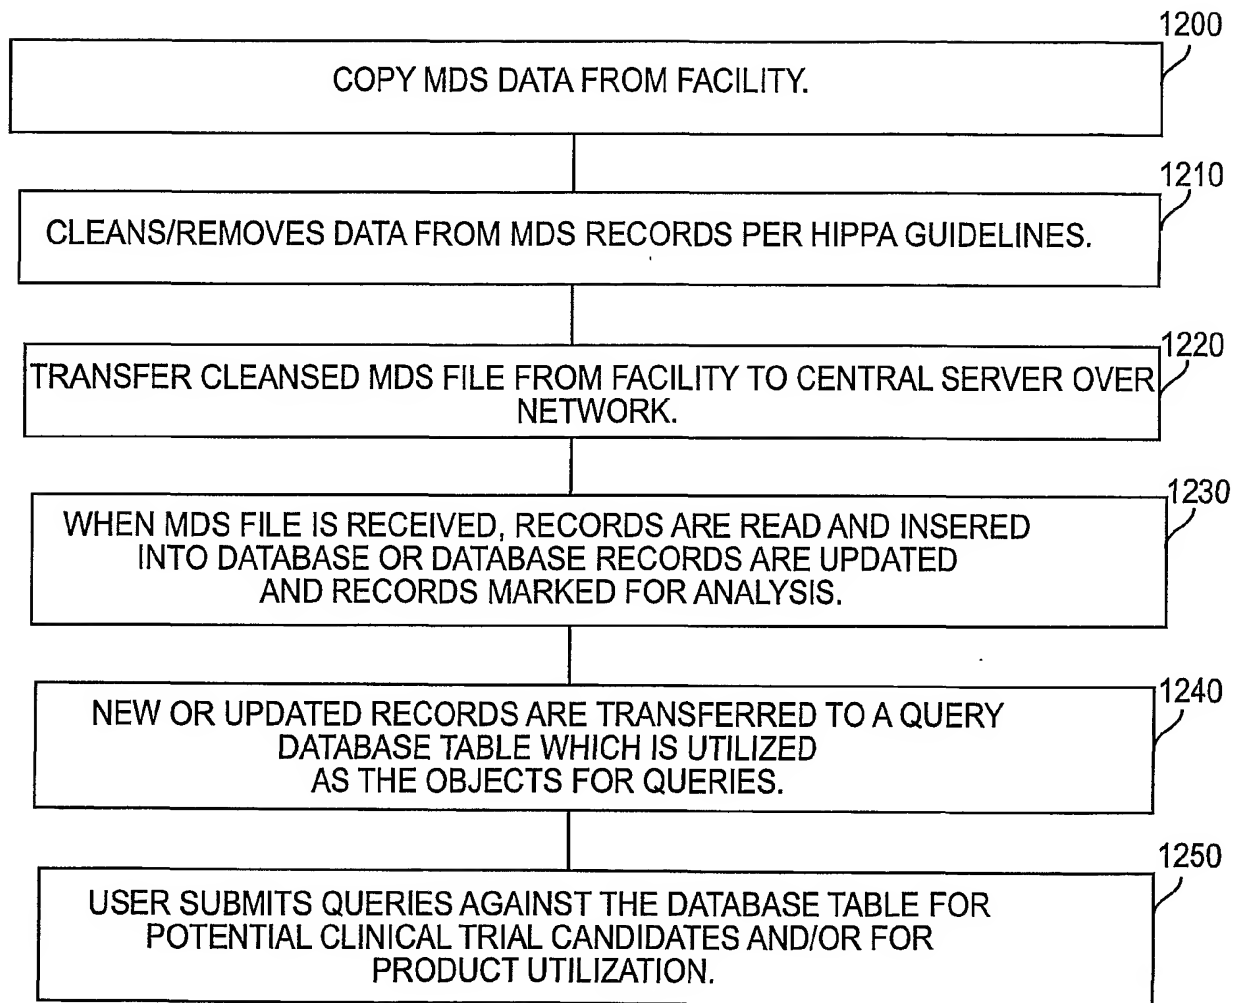 1200
COPY MDS DATA FROM FACILITY.
1210
CLEANS/REMOVES DATA FROM MDS RECORDS PER HIPPA GUIDELINES.
1220
TRANSFER CLEANSED MDS FILE FROM FACILITY TO CENTRAL SERVER OVER
NETWORK.
1230
WHEN MDS FILE IS RECEIVED, RECORDS ARE READ AND INSERED
INTO DATABASE OR DATABASE RECORDS ARE UPDATED
AND RECORDS MARKED FOR ANALYSIS.
1240
NEW OR UPDATED RECORDS ARE TRANSFERRED TO A QUERY
DATABASE TABLE WHICH IS UTILIZED
AS THE OBJECTS FOR QUERIES.
1250
USER SUBMITS QUERIES AGAINST THE DATABASE TABLE FOR
POTENTIAL CLINICAL TRIAL CANDIDATES AND/OR FOR
PRODUCT UTILIZATION.